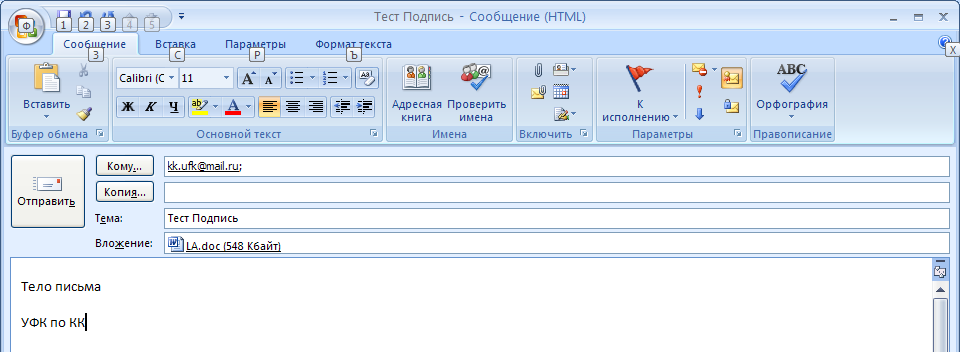 Тест Подпись - Сообщение (HTML)
Ф 1 2 3 4 5
Сообщение Вставка Параметры Формат текста
З С Р Ъ X
Вставить
Буфер обмена
Calibri (С 11
Ж К Ч
Основной текст
Адресная книга
Проверить имена
Имена
Включить
К исполнению
Параметры
ABC
Орфография
Правописание
Отправить
Кому... kk.ufk@mail.ru;
Копия...
Тема: Тест Подпись
Вложение: LA.doc (548 Кбайт)
Тело письма
УФК по КК